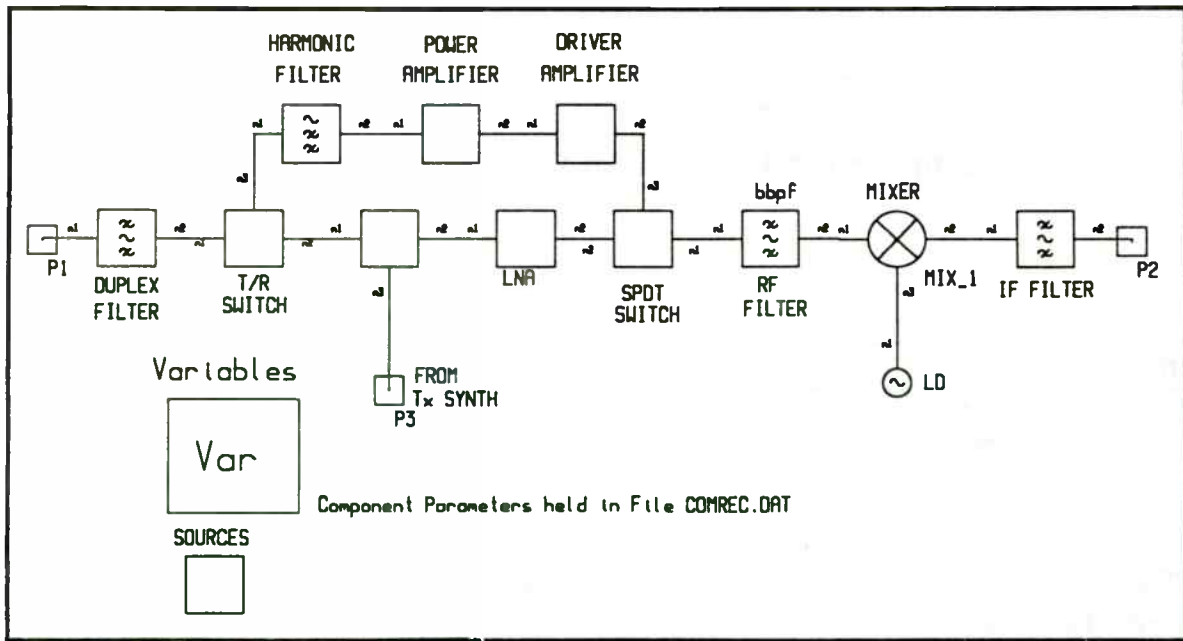 HARMONIC
FILTER
POWER
AMPLIFIER
DRIVER
AMPLIFIER
bbpf
MIXER
P1
DUPLEX
FILTER
T/R
SWITCH
LNA
SPDT
SWITCH
RF
FILTER
MIX_1
IF FILTER
P2
Variables
FROM
Tx SYNTH
P3
LO
Var
Component Parameters held in File COMREC.DAT
SOURCES